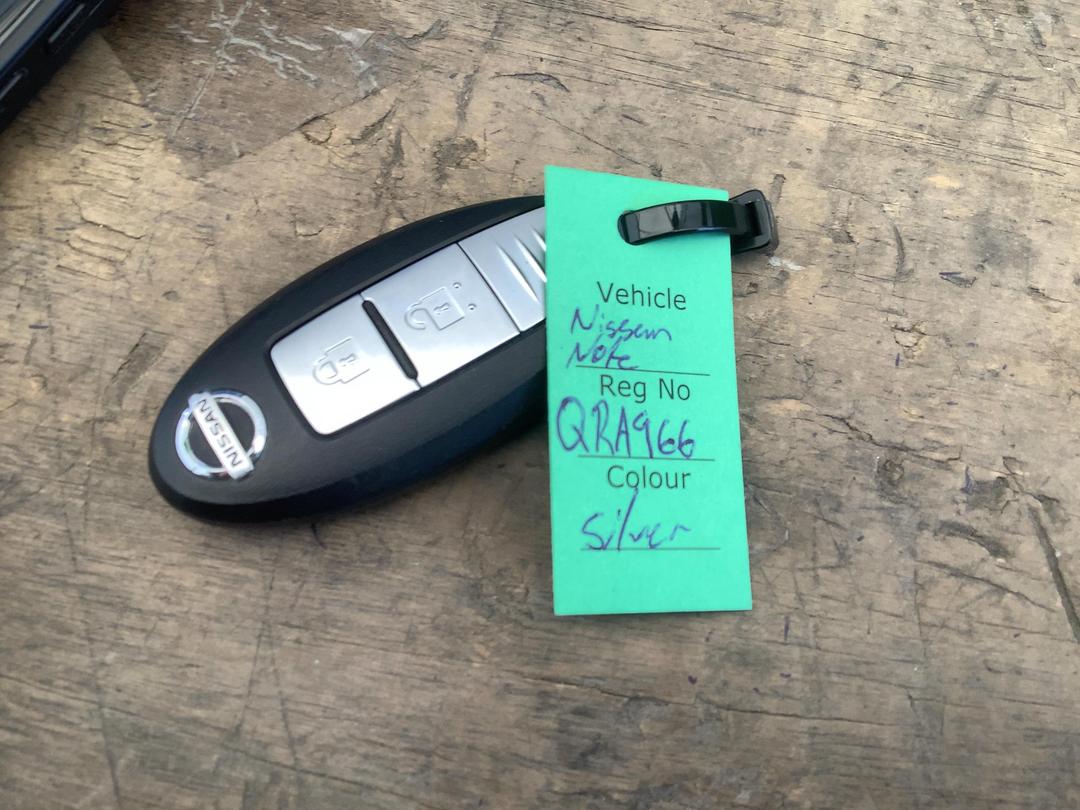 NISSAN
Vehicle
Nissan
Note
Reg No
QRA966
Colour
Silver